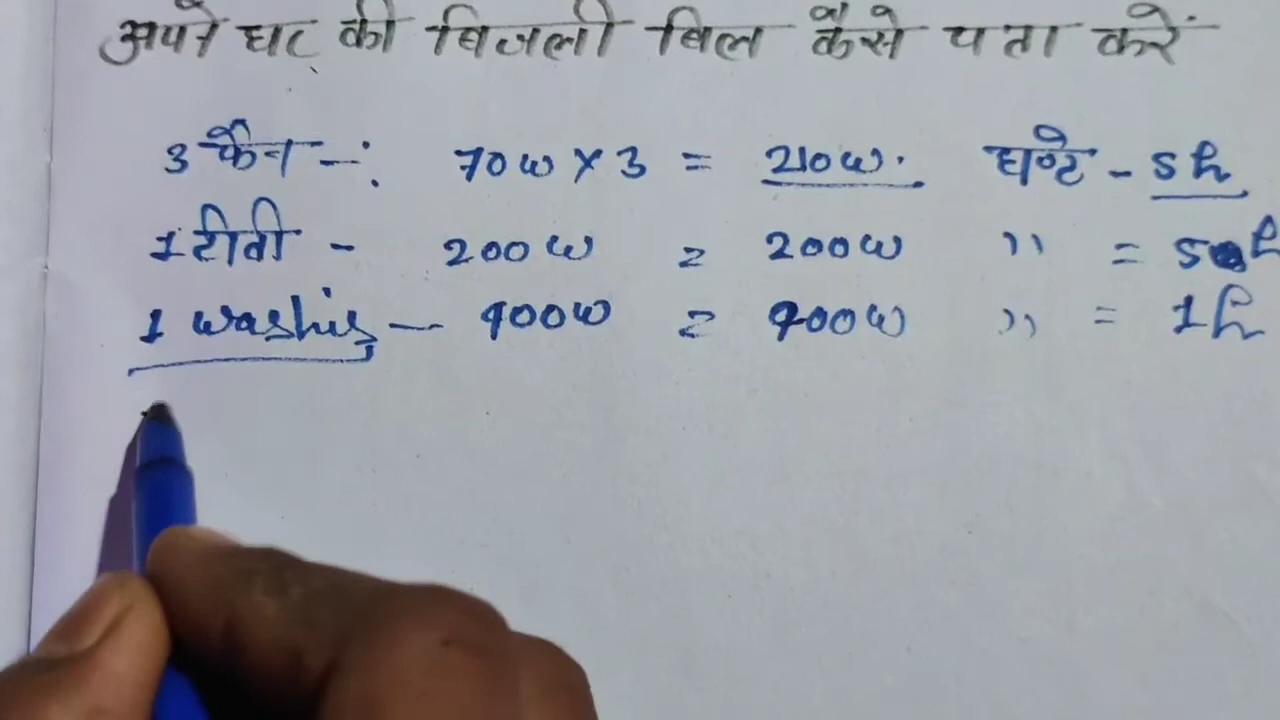 अपने घर की बिजली बिल कैसे पता करें
3 फैन -: 70w × 3 = 210w. घण्टे - 5h
1 टीवी - 200w = 200w " = 5h
1 washing - 400w = 400w " = 1h